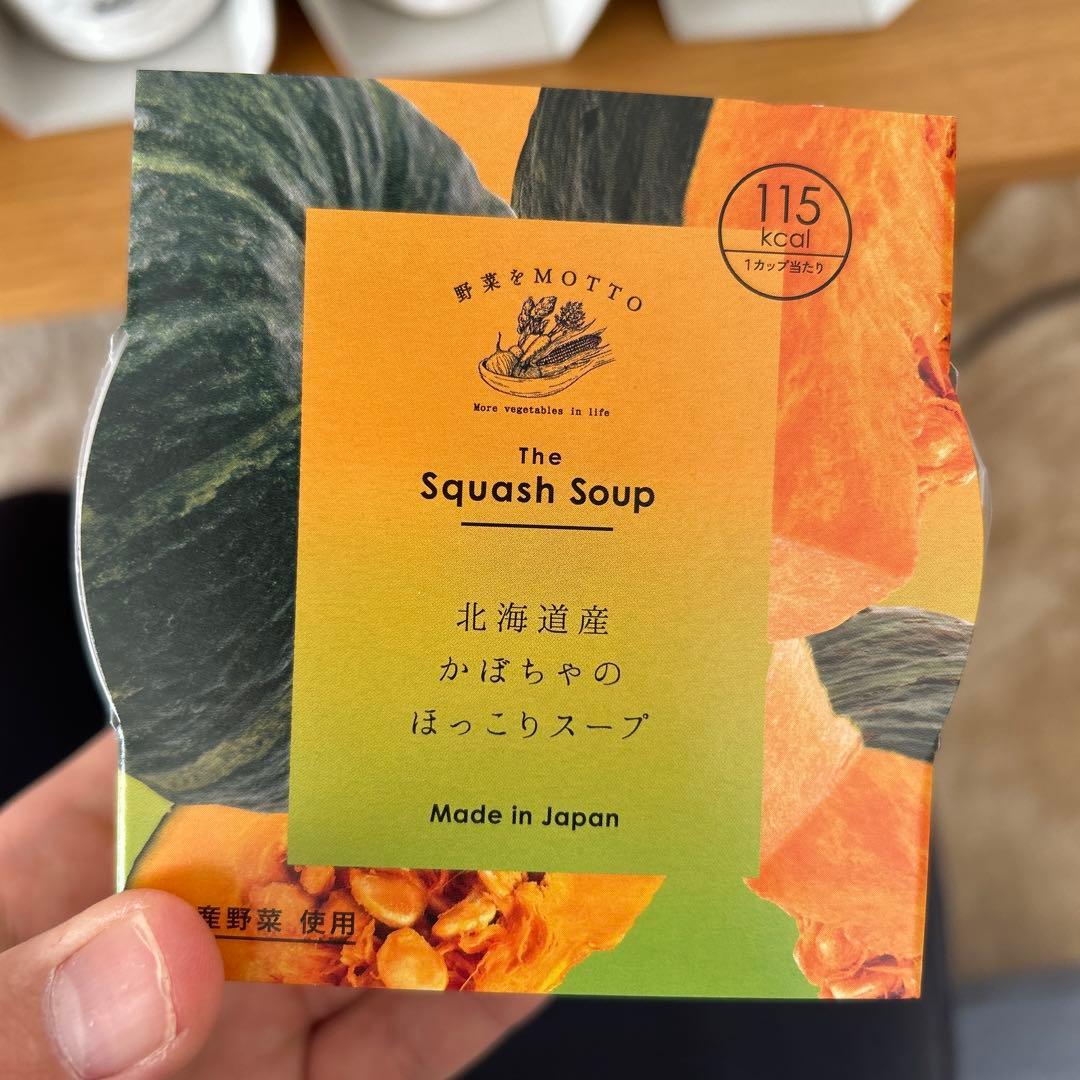 115
kcal
1カップ当たり
野菜をMOTTO
More vegetables in life
The
Squash Soup
北海道産
かぼちゃの
ほっこりスープ
Made in Japan
産野菜 使用